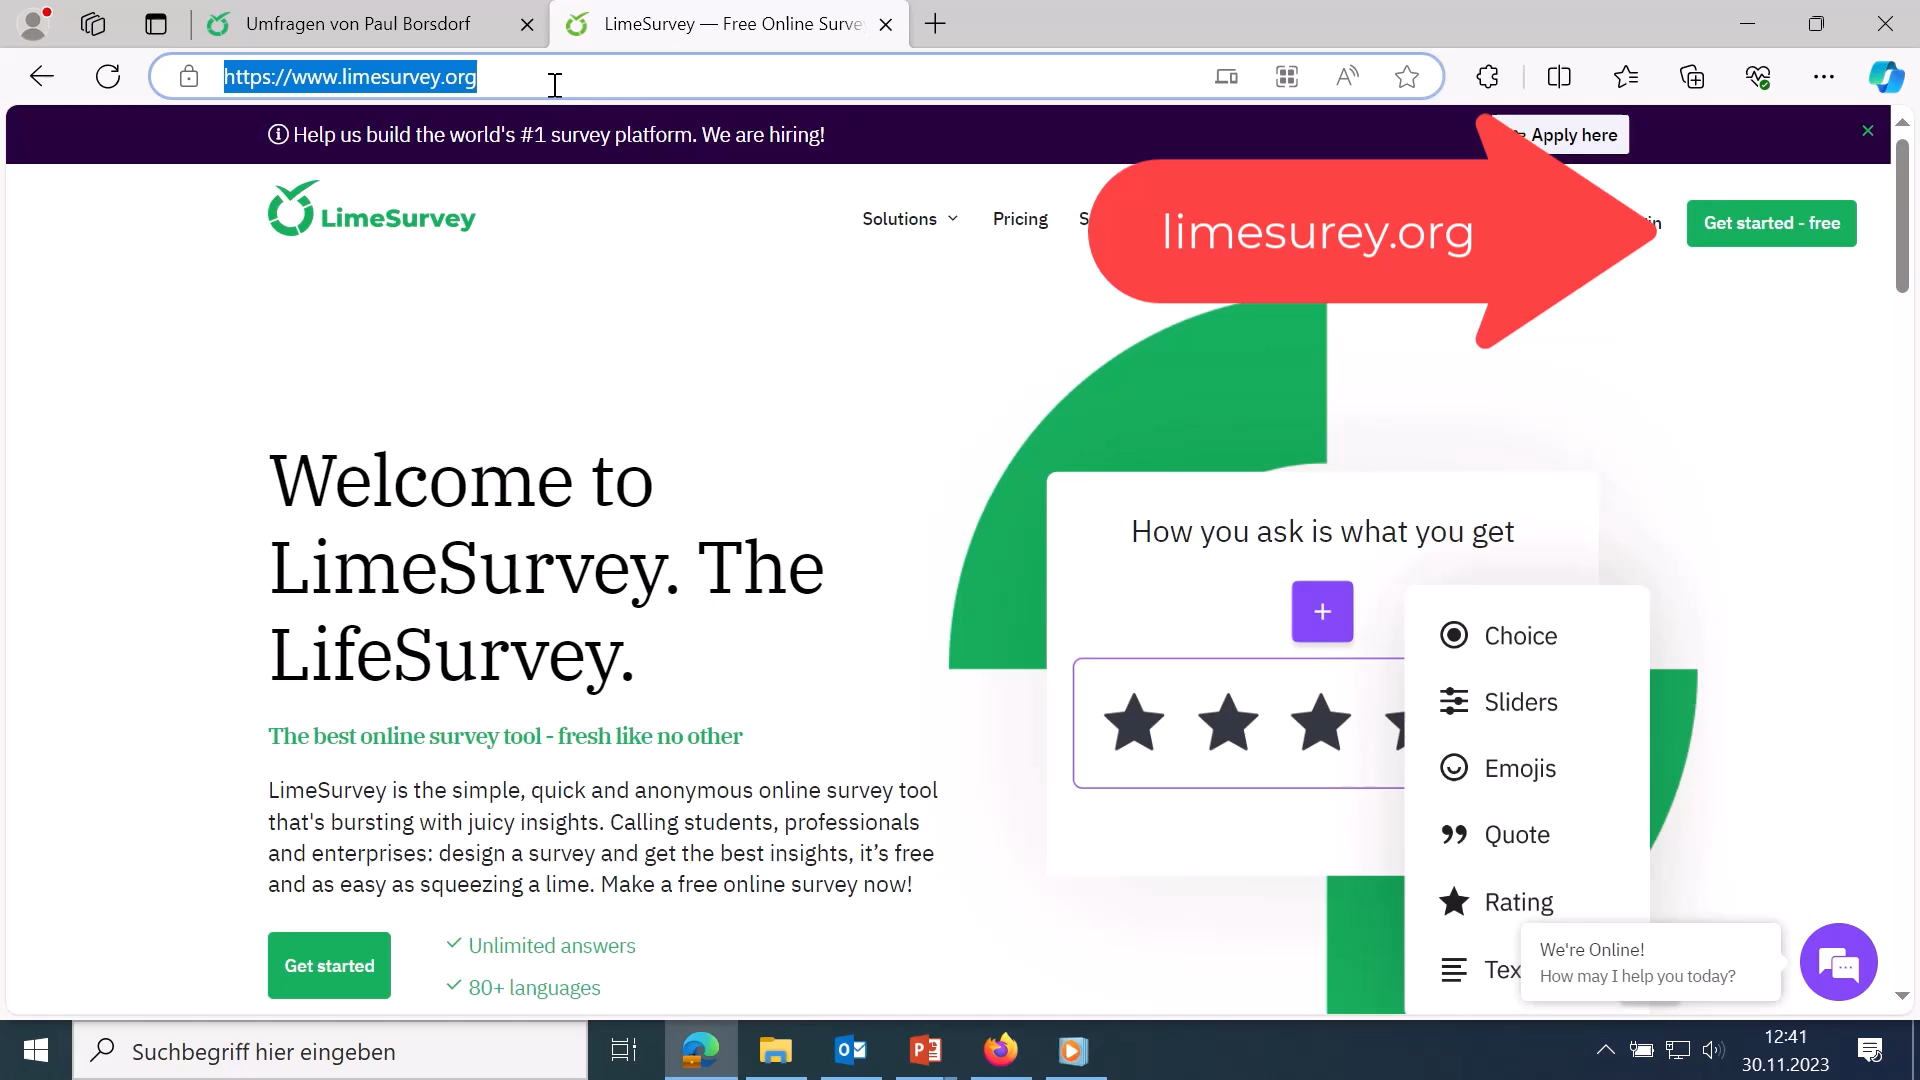 Umfragen von Paul Borsdorf
LimeSurvey — Free Online Surve
https://www.limesurvey.org
Help us build the world's #1 survey platform. We are hiring!
Apply here
LimeSurvey
Solutions
Pricing
limesurey.org
Get started - free
Welcome to
LimeSurvey. The
LifeSurvey.
The best online survey tool - fresh like no other
LimeSurvey is the simple, quick and anonymous online survey tool
that's bursting with juicy insights. Calling students, professionals
and enterprises: design a survey and get the best insights, it's free
and as easy as squeezing a lime. Make a free online survey now!
Get started
Unlimited answers
80+ languages
How you ask is what you get
Choice
Sliders
Emojis
Quote
Rating
Tex
We're Online!
How may I help you today?
Suchbegriff hier eingeben
12:41
30.11.2023